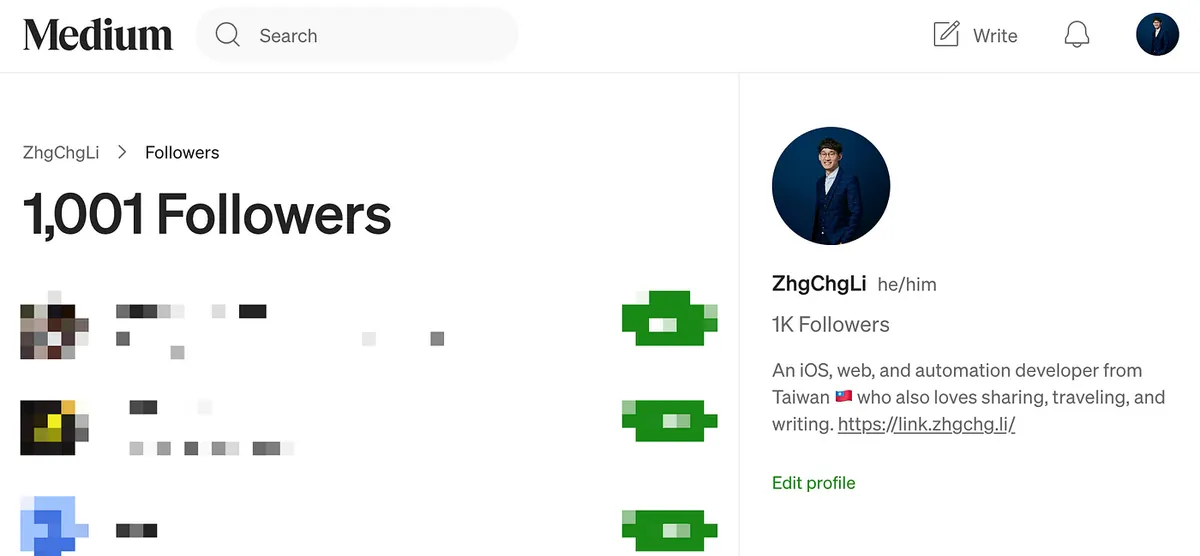 Medium
Search
Write
ZhgChgLi > Followers
1,001 Followers
ZhgChgLi he/him
1K Followers
An iOS, web, and automation developer from
Taiwan 🇹🇼 who also loves sharing, traveling, and
writing. https://link.zhgchg.li/
Edit profile